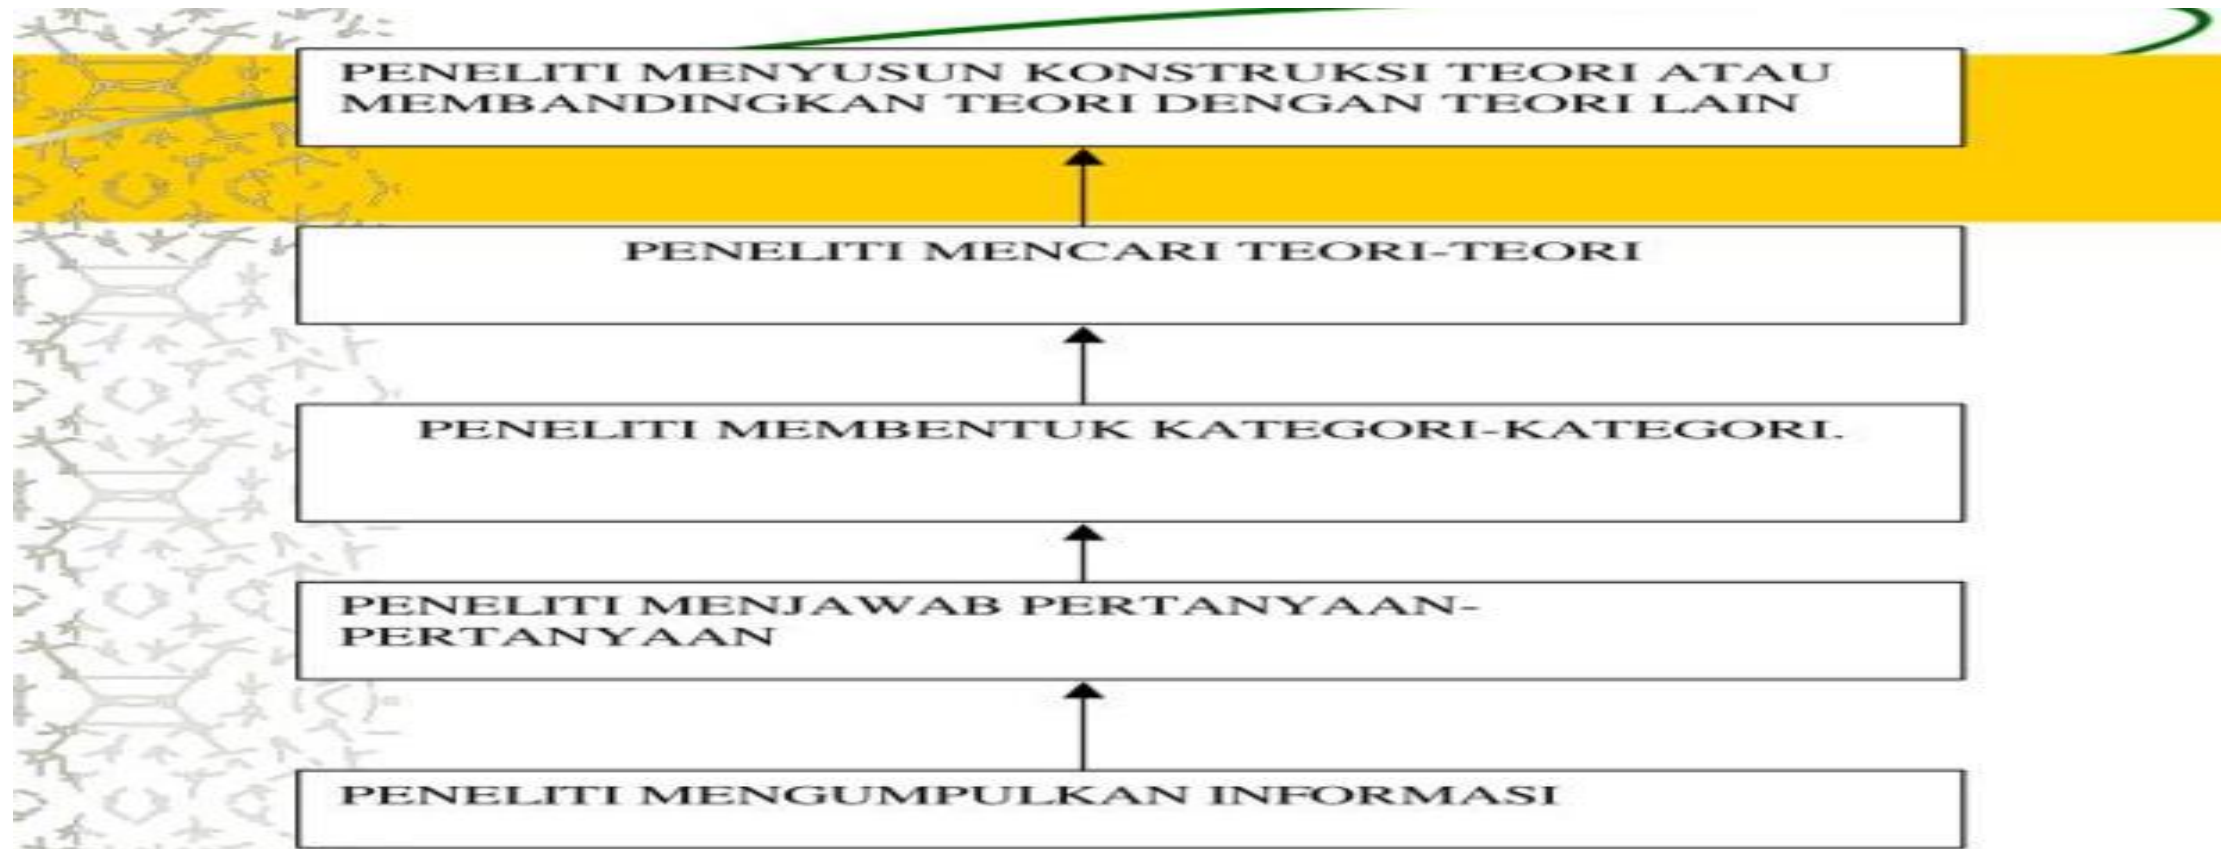 PENELITI MENYUSUN KONSTRUKSI TEORI ATAU
MEMBANDINGKAN TEORI DENGAN TEORI LAIN
PENELITI MENCARI TEORI-TEORI
PENELITI MEMBENTUK KATEGORI-KATEGORI.
PENELITI MENJAWAB PERTANYAAN-
PERTANYAAN
PENELITI MENGUMPULKAN INFORMASI